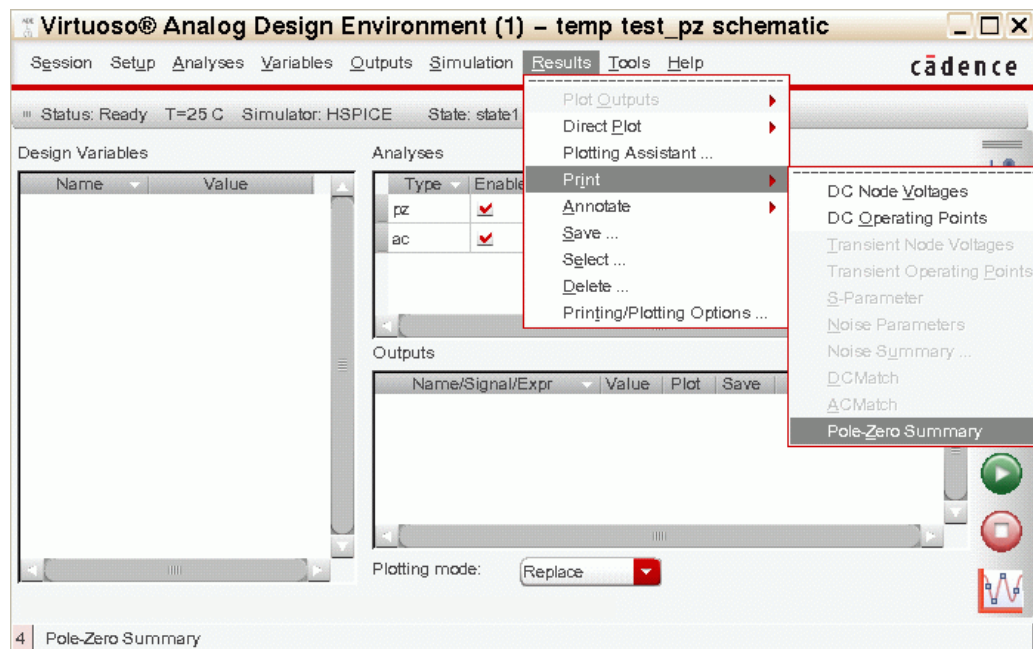 Virtuoso® Analog Design Environment (1) – temp test_pz schematic
Session Setup Analyses Variables Outputs Simulation Results Tools Help
cādence
Status: Ready T=25 C Simulator: HSPICE State: state1
Design Variables
Name Value
Analyses
Type Enable
pz
ac
Plot Outputs
Direct Plot
Plotting Assistant ...
Print
Annotate
Save ...
Select ...
Delete ...
Printing/Plotting Options ...
DC Node Voltages
DC Operating Points
Transient Node Voltages
Transient Operating Points
S-Parameter
Noise Parameters
Noise Summary ...
DCMatch
ACMatch
Pole-Zero Summary
Outputs
Name/Signal/Expr Value Plot Save
Plotting mode: Replace
4 Pole-Zero Summary